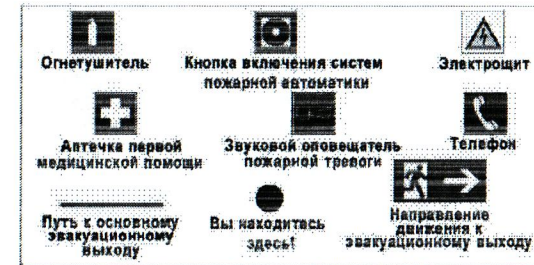 Огнетушитель
Кнопка включения систем
пожарной автоматики
Электрощит
Аптечка первой
медицинской помощи
Звуковой оповещатель
пожарной тревоги
Телефон
Путь к основному
эвакуационному
выходу
Вы находитесь
здесь!
Направление
движения к
эвакуационному выходу